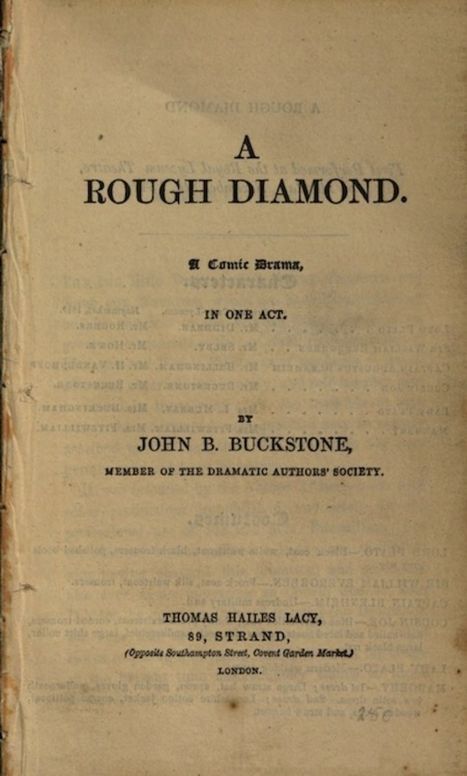 A
ROUGH DIAMOND.
A Comic Drama,
IN ONE ACT.
BY
JOHN B. BUCKSTONE,
MEMBER OF THE DRAMATIC AUTHORS' SOCIETY.
THOMAS HAILES LACY,
89, STRAND,
(Opposite Southampton Street, Covent Garden Market,)
LONDON.